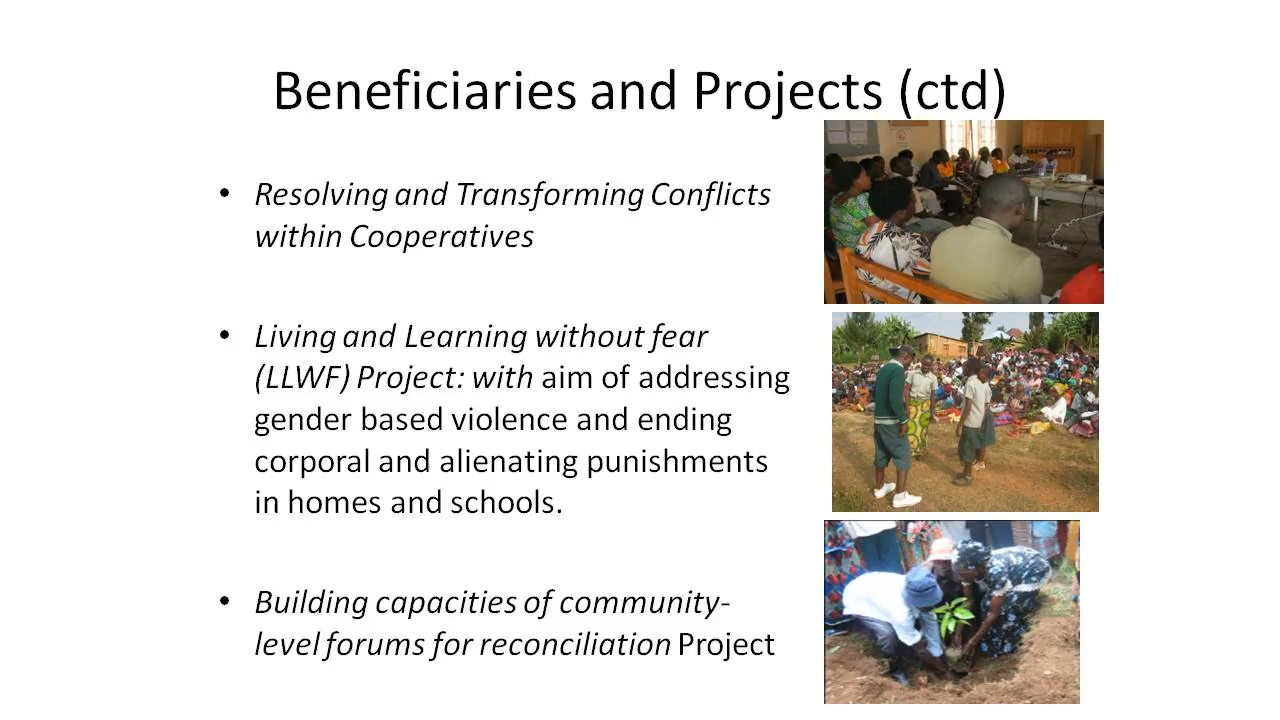 Beneficiaries and Projects (ctd)
• Resolving and Transforming Conflicts
within Cooperatives
• Living and Learning without fear
(LLWF) Project: with aim of addressing
gender based violence and ending
corporal and alienating punishments
in homes and schools.
• Building capacities of community-
level forums for reconciliation Project